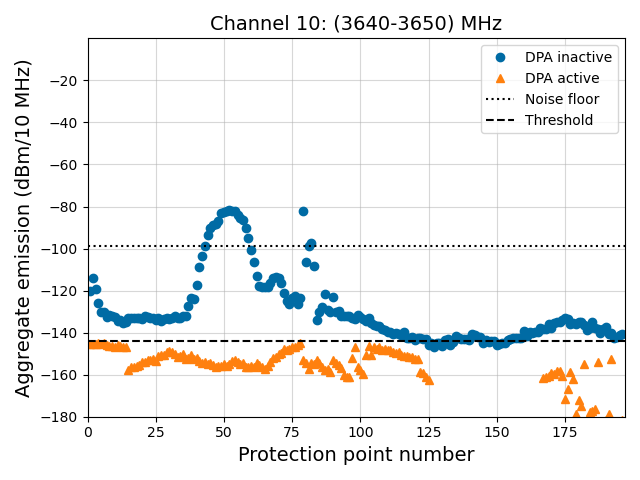 Channel 10: (3640-3650) MHz
DPA inactive
DPA active
Noise floor
Threshold
Aggregate emission (dBm/10 MHz)
−20
−40
−60
−80
−100
−120
−140
−160
−180
0 25 50 75 100 125 150 175
Protection point number